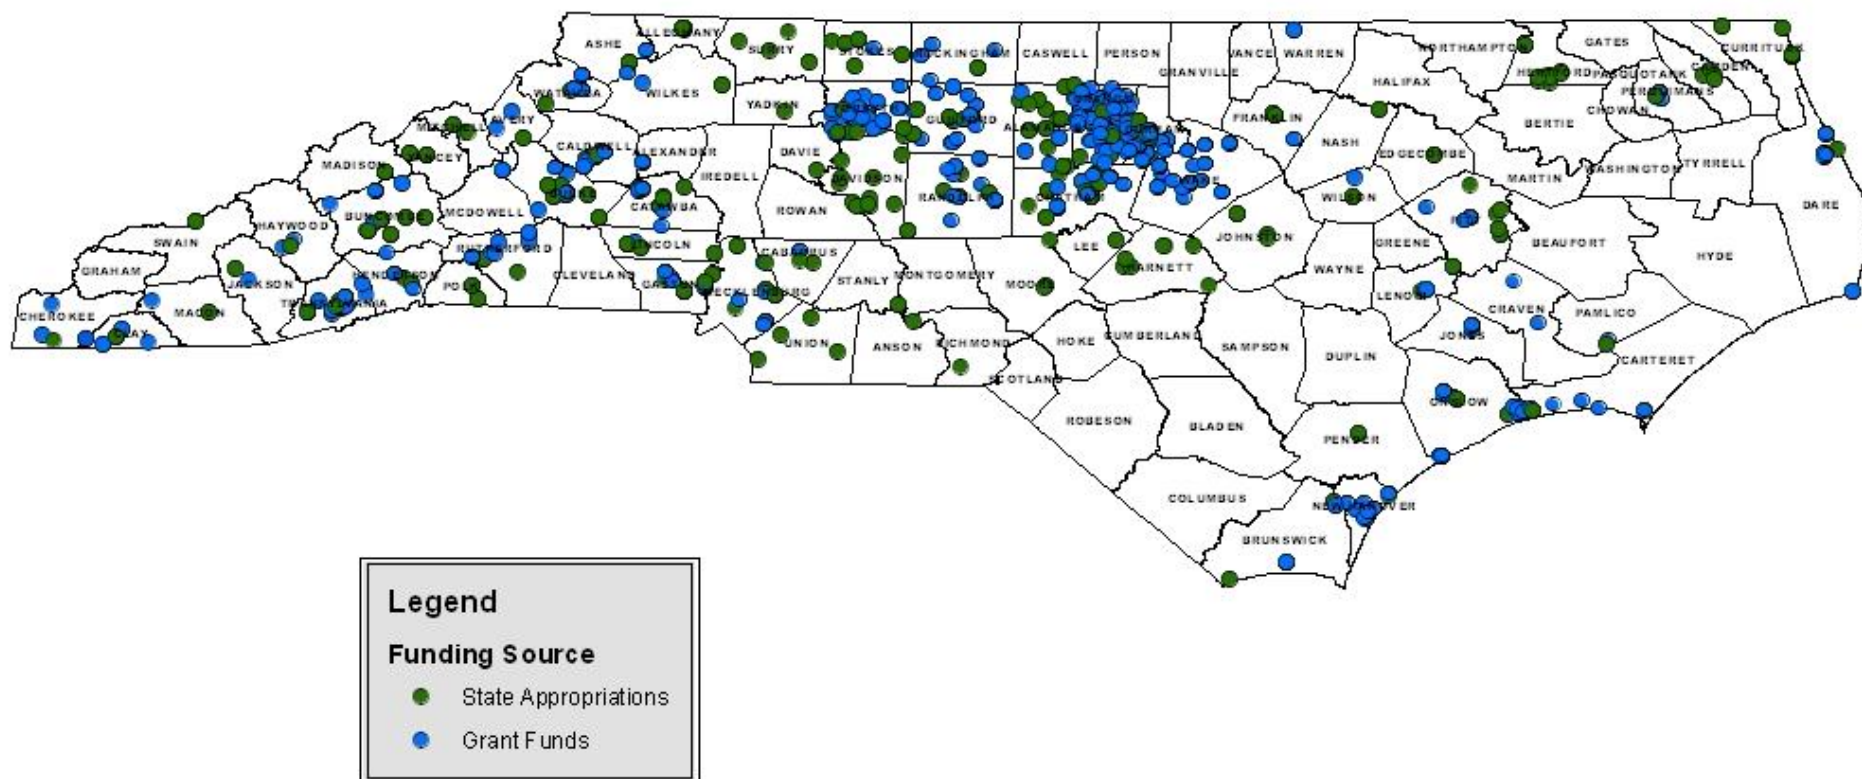 ALLEGHANY
ASHE
SURRY
STOKES
ROCKINGHAM
CASWELL
PERSON
VANCE
WARREN
NORTHAMPTON
GATES
CURRITUCK
CAMDEN
GRANVILLE
HALIFAX
HERTFORD
PASQUOTANK
WATAUGA
WILKES
YADKIN
PERQUIMANS
CHOWAN
MITCHELL
AVERY
GUILFORD
ALAMANCE
FRANKLIN
BERTIE
YANCEY
CALDWELL
ALEXANDER
DAVIE
NASH
EDGECOMBE
MADISON
IREDELL
DAVIDSON
WAKE
MARTIN
WASHINGTON
TYRRELL
BURKE
CATAWBA
RANDOLPH
CHATHAM
WILSON
DARE
BUNCOMBE
MCDOWELL
ROWAN
PITT
HAYWOOD
SWAIN
RUTHERFORD
LINCOLN
CABARRUS
LEE
JOHNSTON
GREENE
BEAUFORT
HYDE
GRAHAM
JACKSON
HENDERSON
POLK
CLEVELAND
GASTON
MECKLENBURG
STANLY
MONTGOMERY
MOORE
HARNETT
WAYNE
LENOIR
CRAVEN
PAMLICO
CHEROKEE
CLAY
MACON
TRANSYLVANIA
UNION
ANSON
RICHMOND
HOKE
CUMBERLAND
SAMPSON
DUPLIN
JONES
CARTERET
SCOTLAND
ONSLOW
ROBESON
BLADEN
PENDER
COLUMBUS
NEW HANOVER
BRUNSWICK
Legend
Funding Source
State Appropriations
Grant Funds